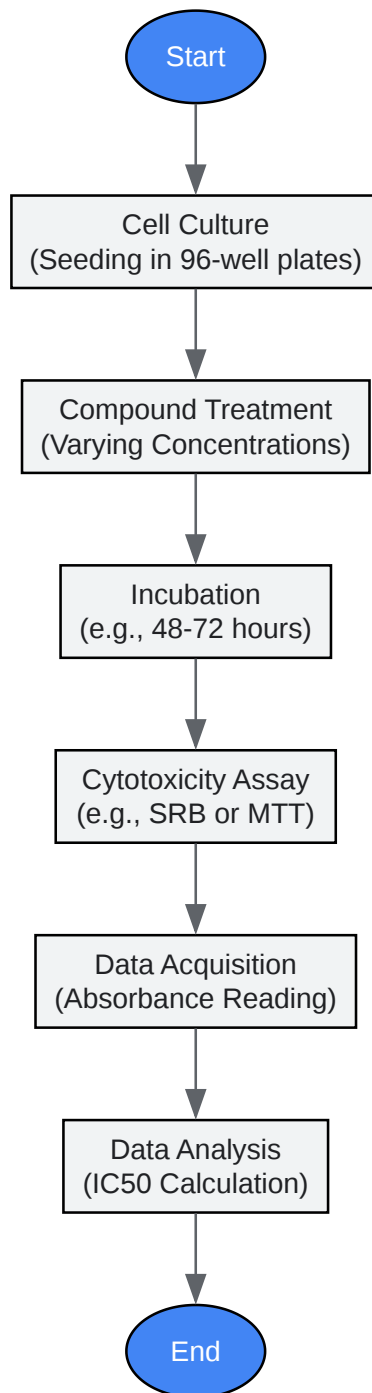 Start
Cell Culture
(Seeding in 96-well plates)
Compound Treatment
(Varying Concentrations)
Incubation
(e.g., 48-72 hours)
Cytotoxicity Assay
(e.g., SRB or MTT)
Data Acquisition
(Absorbance Reading)
Data Analysis
(IC50 Calculation)
End